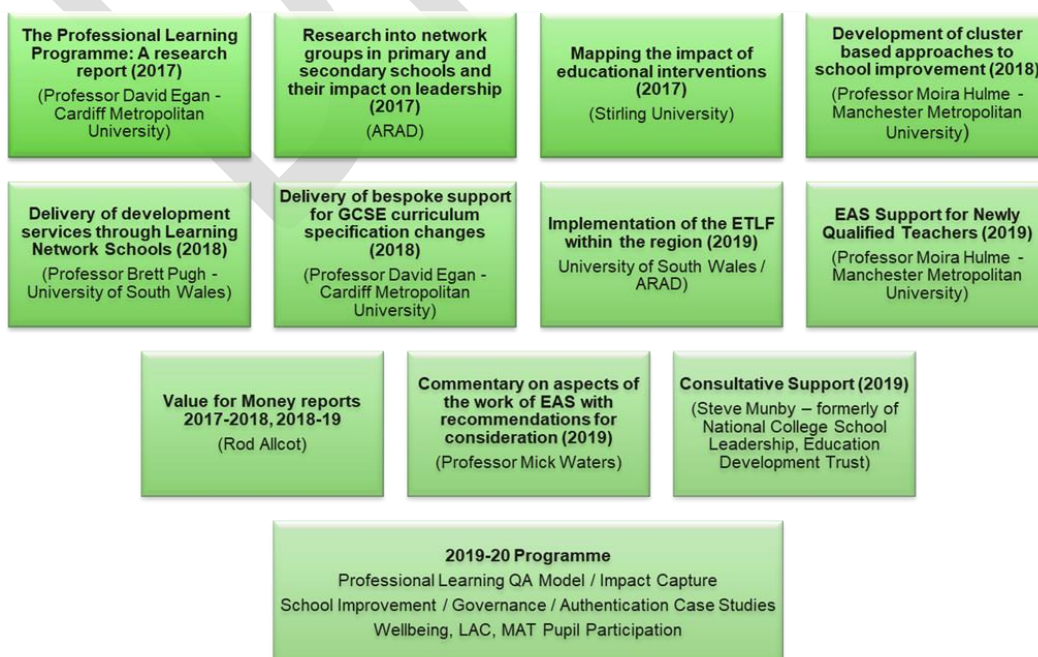 The Professional Learning
Programme: A research
report (2017)
(Professor David Egan -
Cardiff Metropolitan
University)
Research into network
groups in primary and
secondary schools and
their impact on leadership
(2017)
(ARAD)
Mapping the impact of
educational interventions
(2017)
(Stirling University)
Development of cluster
based approaches to
school improvement (2018)
(Professor Moira Hulme -
Manchester Metropolitan
University)
Delivery of development
services through Learning
Network Schools (2018)
(Professor Brett Pugh -
University of South Wales)
Delivery of bespoke support
for GCSE curriculum
specification changes
(2018)
(Professor David Egan -
Cardiff Metropolitan
University)
Implementation of the ETLF
within the region (2019)
University of South Wales /
ARAD)
EAS Support for Newly
Qualified Teachers (2019)
(Professor Moira Hulme -
Manchester Metropolitan
University)
Value for Money reports
2017-2018, 2018-19
(Rod Allcot)
Commentary on aspects of
the work of EAS with
recommendations for
consideration (2019)
(Professor Mick Waters)
Consultative Support (2019)
(Steve Munby – formerly of
National College School
Leadership, Education
Development Trust)
2019-20 Programme
Professional Learning QA Model / Impact Capture
School Improvement / Governance / Authentication Case Studies
Wellbeing, LAC, MAT Pupil Participation